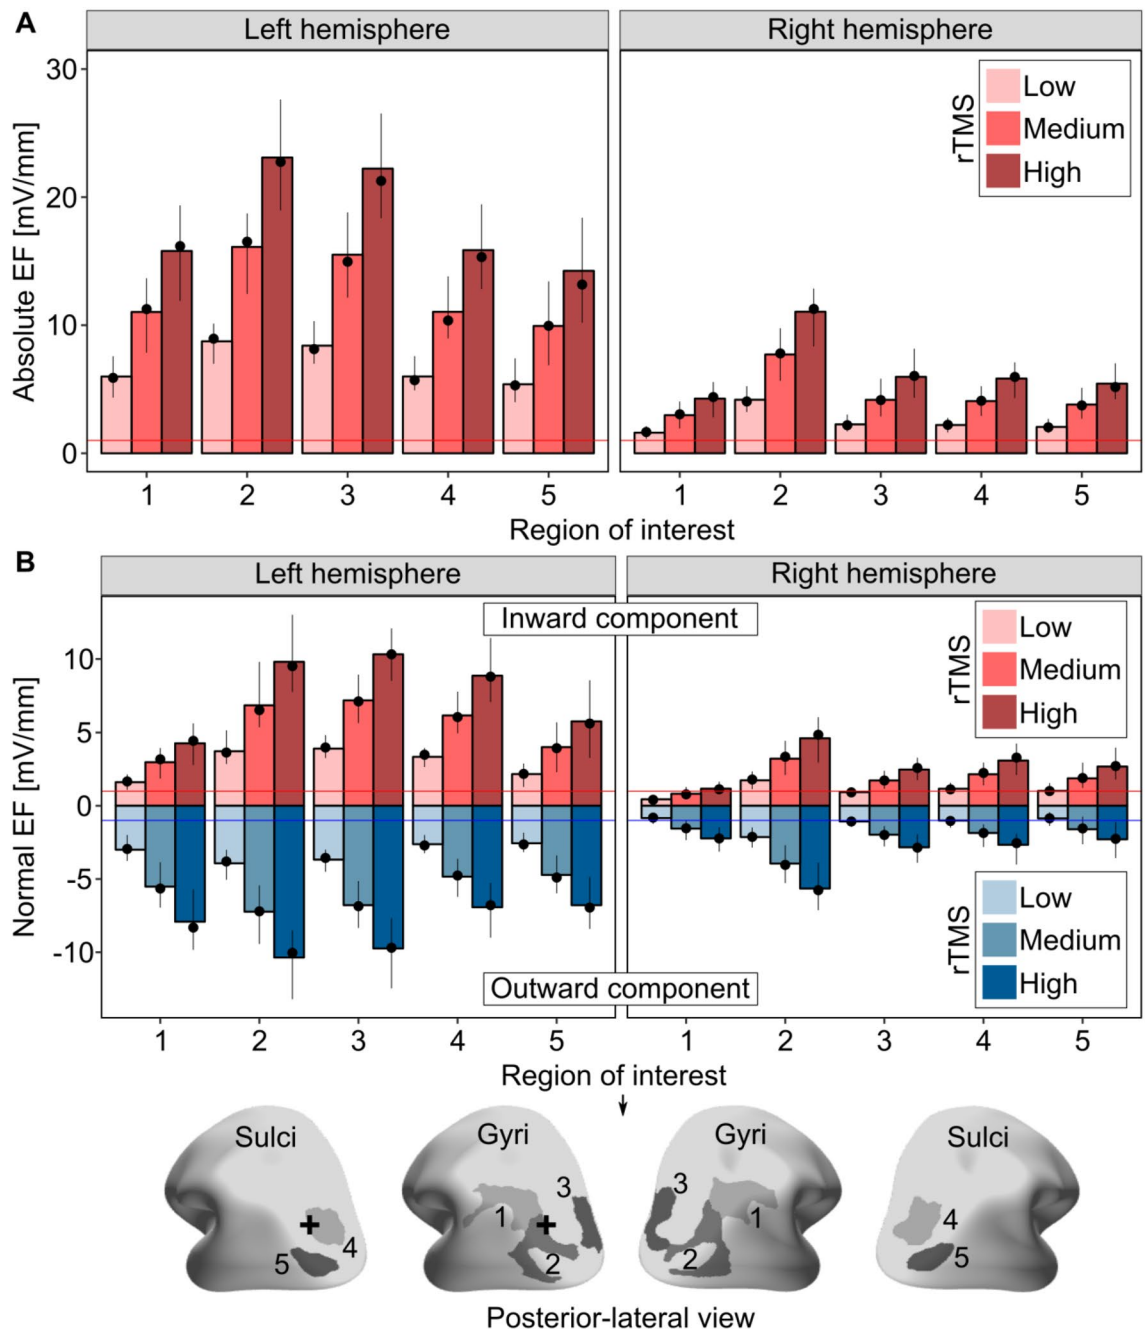 A
Left hemisphere
Right hemisphere
Absolute EF [mV/mm]
30
20
10
0
rTMS
Low
Medium
High
1 2 3 4 5
1 2 3 4 5
Region of interest
B
Left hemisphere
Right hemisphere
Normal EF [mV/mm]
10
5
0
-5
-10
Inward component
rTMS
Low
Medium
High
rTMS
Low
Medium
High
Outward component
1 2 3 4 5
1 2 3 4 5
Region of interest
Sulci
Gyri
Gyri
Sulci
4
5
1
2
3
3
2
1
4
5
Posterior-lateral view